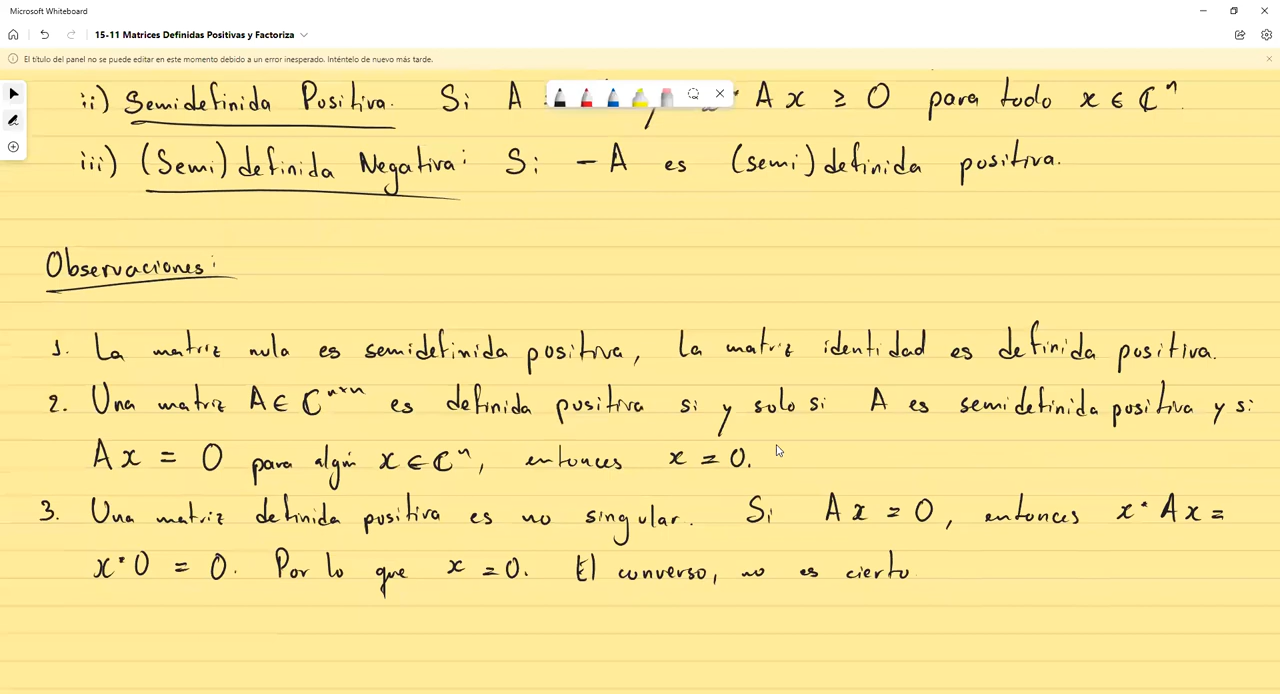 Microsoft Whiteboard
15-11 Matrices Definidas Positivas y Factoriza
El título del panel no se puede editar en este momento debido a un error inesperado. Inténtelo de nuevo más tarde.
ii) Semidefinida Positiva. Si A A x ≥ 0 para todo x ∈ ℂⁿ.
iii) (Semi)definida Negativa: Si -A es (semi)definida positiva.
Observaciones:
1. La matriz nula es semidefinida positiva, la matriz identidad es definida positiva.
2. Una matriz A ∈ ℂⁿˣⁿ es definida positiva si y solo si A es semidefinida positiva y si
Ax = 0 para algún x ∈ ℂⁿ, entonces x = 0.
3. Una matriz definida positiva es no singular. Si Ax = 0, entonces x* Ax =
x*0 = 0. Por lo que x = 0. El converso, no es cierto